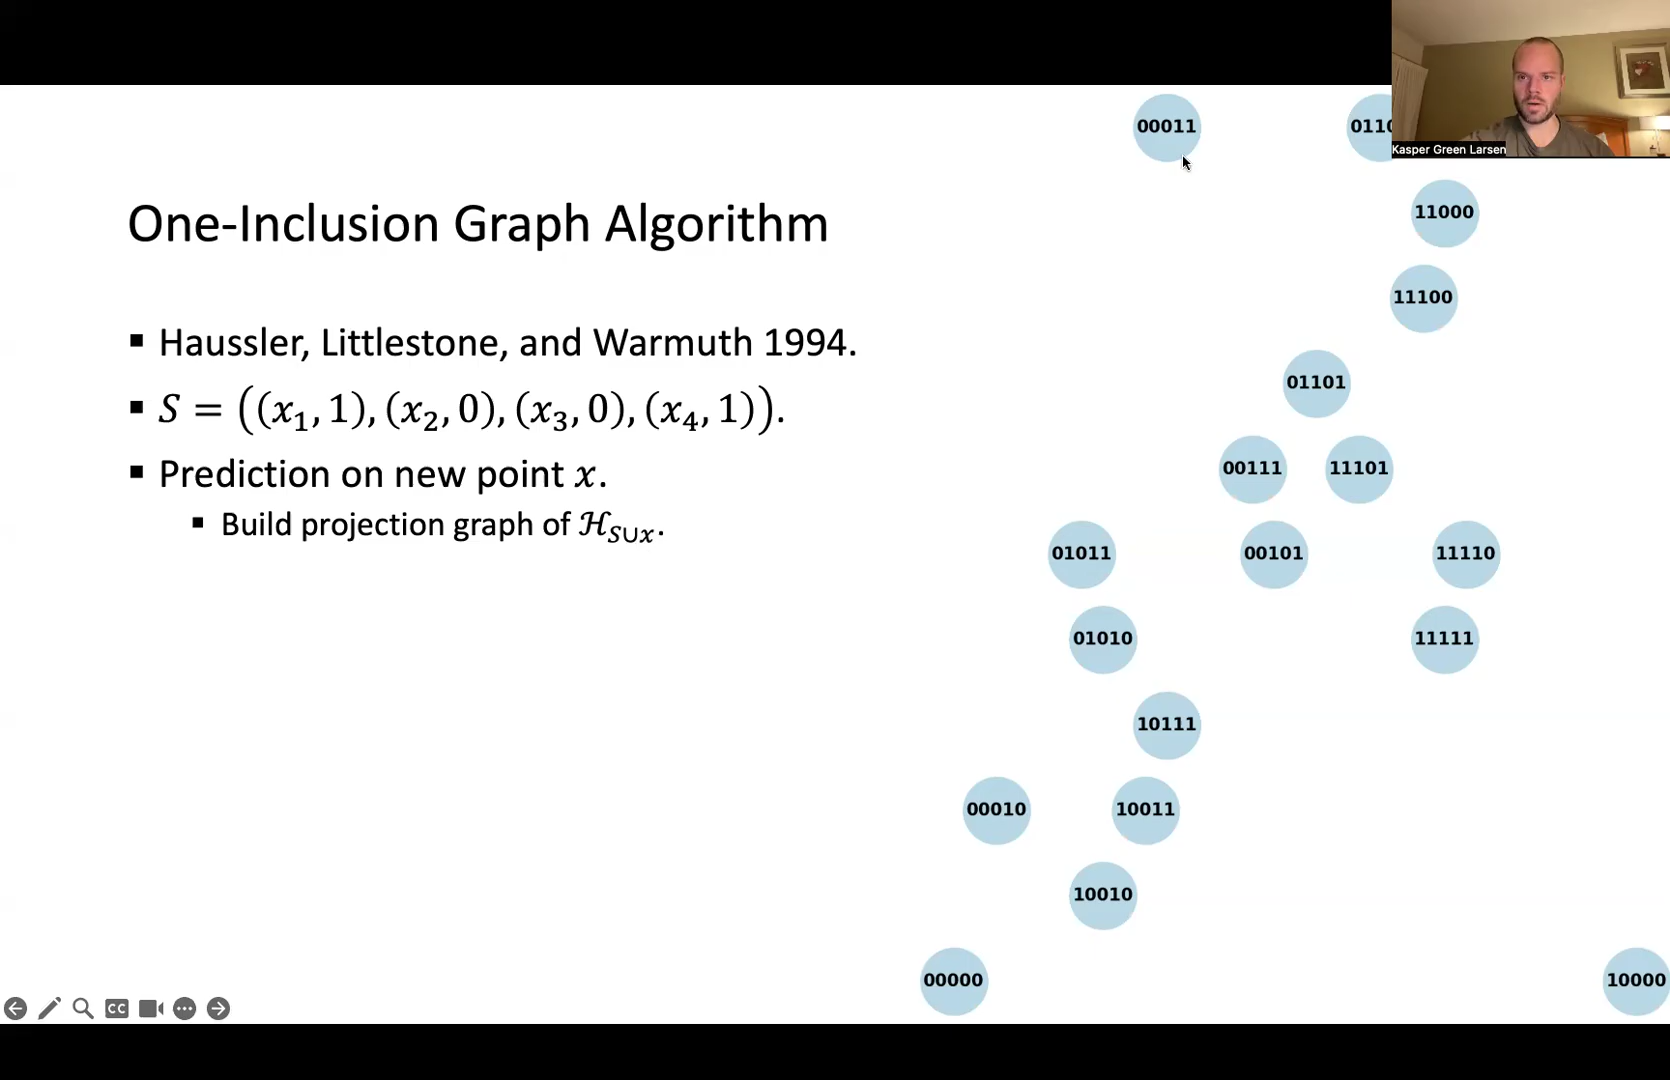 00011
Kasper Green Larsen
11000
One-Inclusion Graph Algorithm
11100
▪ Haussler, Littlestone, and Warmuth 1994.
01101
▪ S = ((x₁, 1), (x₂, 0), (x₃, 0), (x₄, 1)).
▪ Prediction on new point x.
00111 11101
▪ Build projection graph of ℋ_{S∪x}.
01011 00101 11110
01010 11111
10111
00010 10011
10010
00000 10000
CC